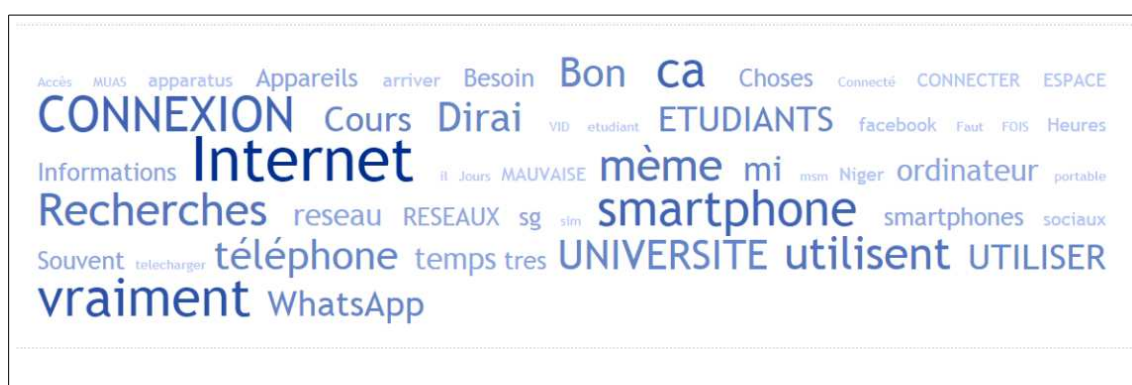 Accès MUAS apparatus Appareils arriver Besoin Bon ca Choses Connecté CONNECTER ESPACE
CONNEXION Cours Dirai VID etudiant ETUDIANTS facebook Faut FOIS Heures
Informations Internet il Jours MAUVAISE mème mi msm Niger ordinateur portable
Recherches reseau RESEAUX sg sim smartphone smartphones sociaux
Souvent telecharger téléphone temps tres UNIVERSITE utilisent UTILISER
vraiment WhatsApp